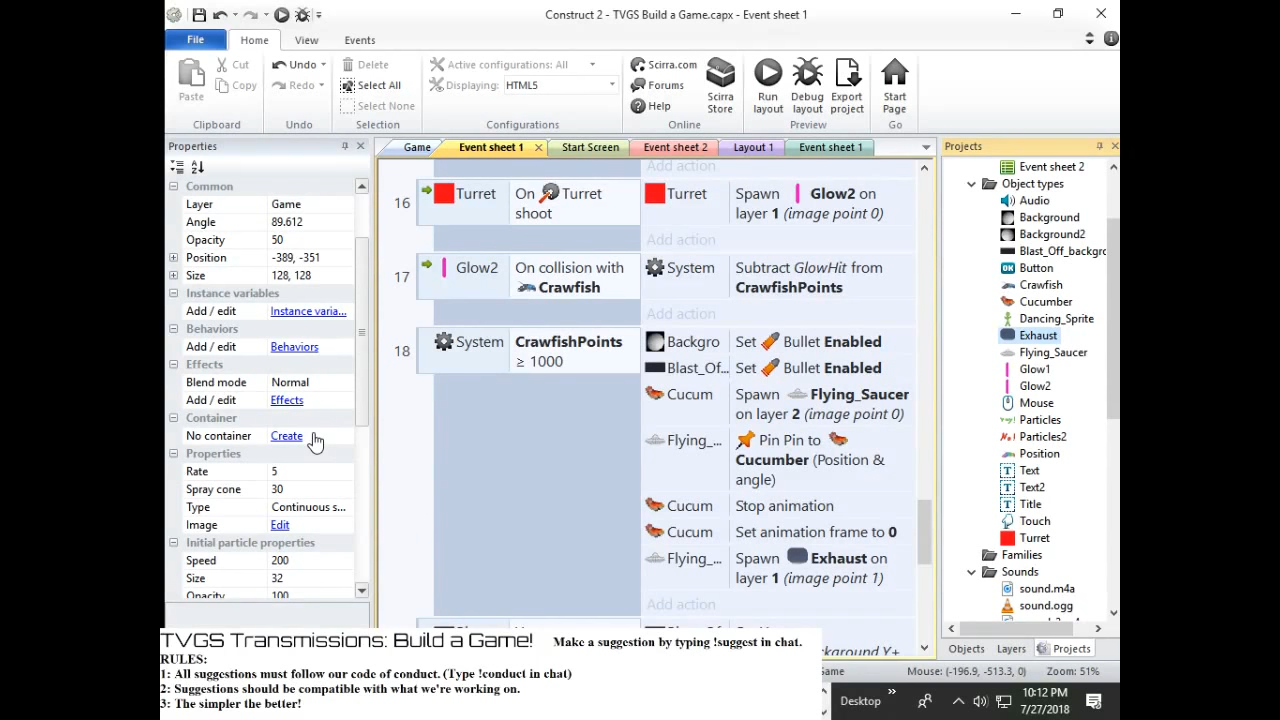 Construct 2 - TVGS Build a Game.capx - Event sheet 1
File
Home
View
Events
Paste
Cut
Copy
Clipboard
Undo
Redo
Undo
Delete
Select All
Select None
Selection
Active configurations: All
Displaying:
HTML5
Configurations
Scirra.com
Forums
Help
Scirra Store
Online
Run layout
Debug layout
Export project
Preview
Start Page
Go
Properties
Common
Layer Game
Angle 89.612
Opacity 50
Position -389, -351
Size 128, 128
Instance variables
Add / edit Instance varia...
Behaviors
Add / edit Behaviors
Effects
Blend mode Normal
Add / edit Effects
Container
No container Create
Properties
Rate 5
Spray cone 30
Type Continuous s...
Image Edit
Initial particle properties
Speed 200
Size 32
Opacity 100
Game
Event sheet 1
Start Screen
Event sheet 2
Layout 1
Event sheet 1
Add action
16 Turret On Turret shoot
Turret Spawn Glow2 on
layer 1 (image point 0)
Add action
17 Glow2 On collision with
Crawfish
System Subtract GlowHit from
CrawfishPoints
Add action
18 System CrawfishPoints
≥ 1000
Backgro Set Bullet Enabled
Blast_Of... Set Bullet Enabled
Cucum Spawn Flying_Saucer
on layer 2 (image point 0)
Flying_... Pin Pin to
Cucumber (Position &
angle)
Cucum Stop animation
Cucum Set animation frame to 0
Flying_... Spawn Exhaust on
layer 1 (image point 1)
Add action
Projects
Event sheet 2
Object types
Audio
Background
Background2
Blast_Off_backgro
Button
Crawfish
Cucumber
Dancing_Sprite
Exhaust
Flying_Saucer
Glow1
Glow2
Mouse
Particles
Particles2
Position
Text
Text2
Title
Touch
Turret
Families
Sounds
sound.m4a
sound.ogg
Objects
Layers
Projects
Mouse: (-196.9, -513.3, 0)
Zoom: 51%
TVGS Transmissions: Build a Game! Make a suggestion by typing !suggest in chat.
RULES:
1: All suggestions must follow our code of conduct. (Type !conduct in chat)
2: Suggestions should be compatible with what we're working on.
3: The simpler the better!
Desktop
10:12 PM
7/27/2018